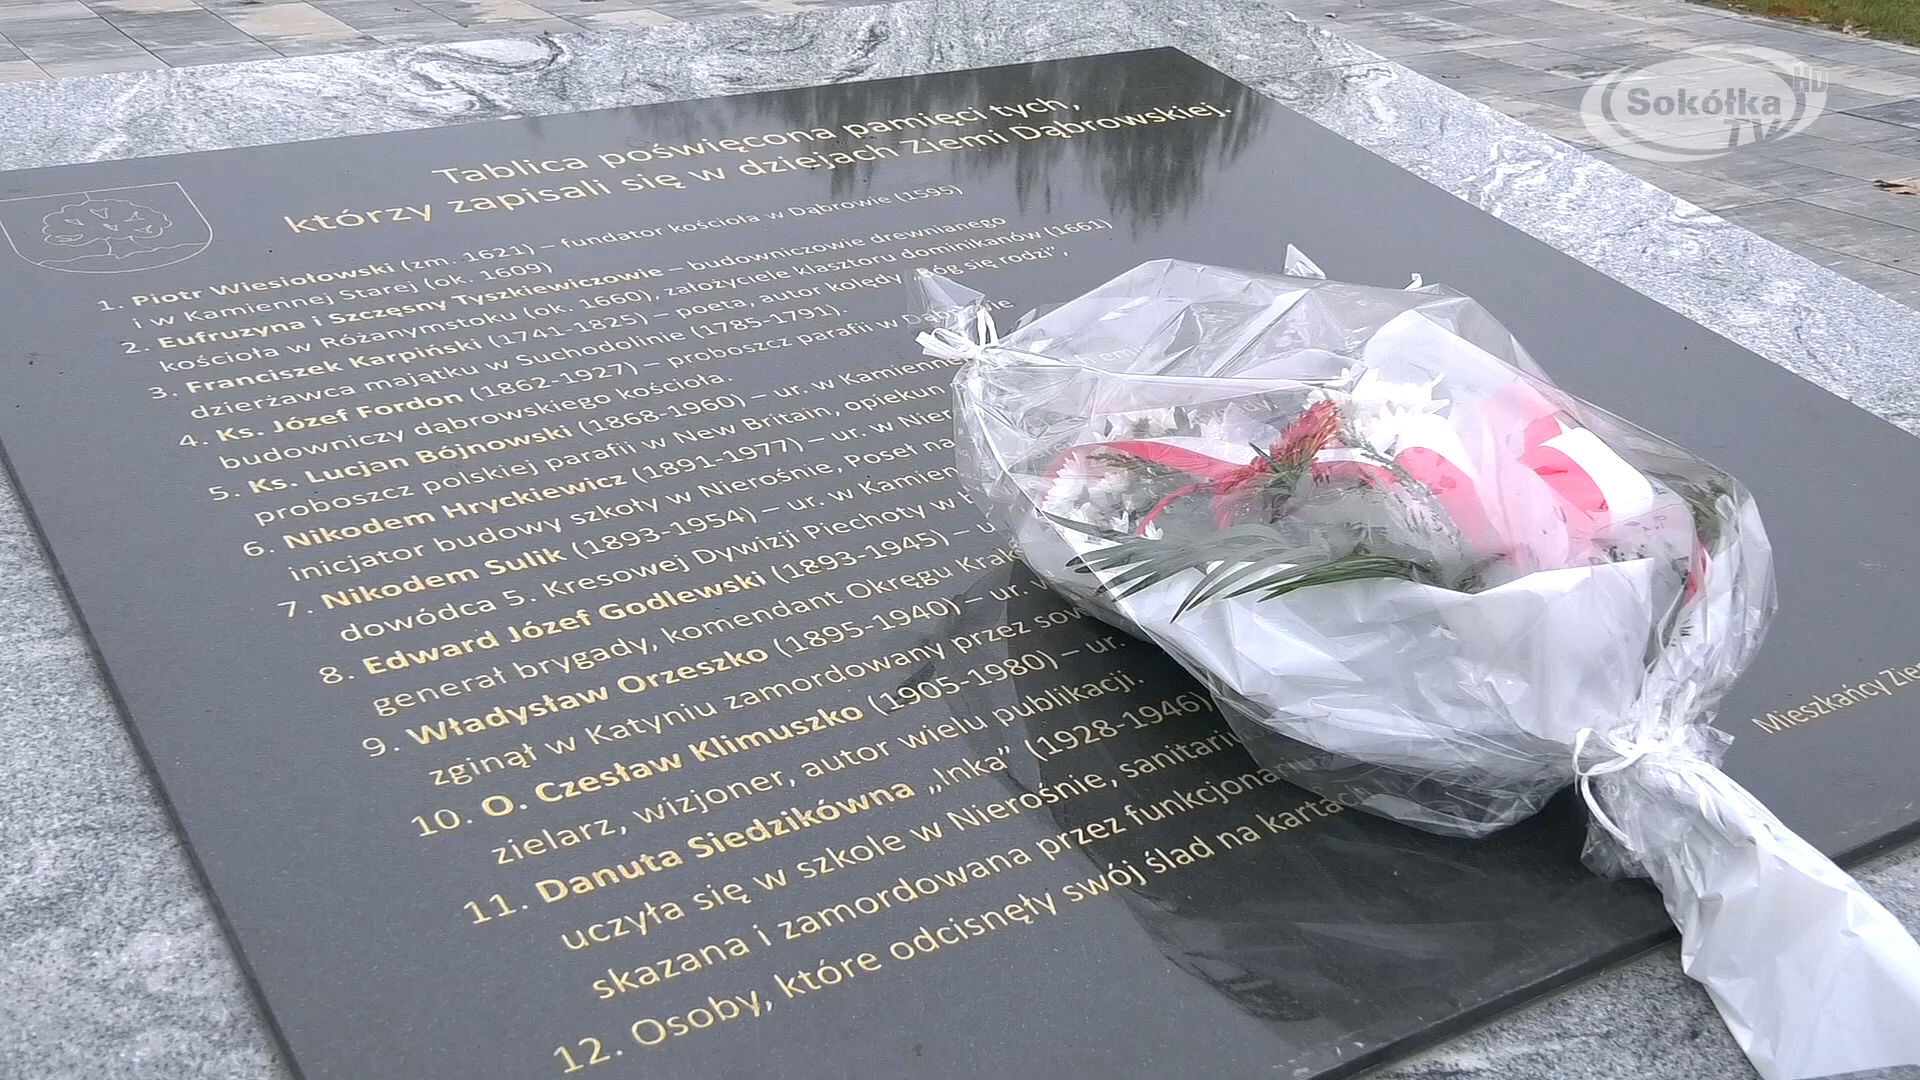 Tablica poświęcona pamięci tych,
którzy zapisali się w dziejach Ziemi Dąbrowskiej.
1. Piotr Wiesiołowski (zm. 1621) – fundator kościoła w Dąbrowie (1595)
i w Kamiennej Starej (ok. 1609)
2. Eufruzyna i Szczęsny Tyszkiewiczowie – budowniczowie drewnianego
kościoła w Różanymstoku (ok. 1660), założyciele klasztoru dominikanów (1661)
3. Franciszek Karpiński (1741-1825) – poeta, autor kolędy „Bóg się rodzi”,
dzierżawca majątku w Suchodolinie (1785-1791).
4. Ks. Józef Fordon (1862-1927) – proboszcz parafii w
budowniczy dąbrowskiego kościoła.
5. Ks. Lucjan Bójnowski (1868-1960) – ur. w
proboszcz polskiej parafii w New Britain, opiekun
6. Nikodem Hryckiewicz (1891-1977) – ur. w
inicjator budowy szkoły w Nierośnie, Poseł na
7. Nikodem Sulik (1893-1954) – ur. w
dowódca 5. Kresowej Dywizji Piechoty w
8. Edward Józef Godlewski (1893-1945) –
generał brygady, komendant Okręgu
9. Władysław Orzeszko (1895-1940) – ur.
zginął w Katyniu zamordowany przez
10. O. Czesław Klimuszko (1905-1980) – ur.
zielarz, wizjoner, autor wielu publikacji.
11. Danuta Siedzikówna „Inka” (1928-1946)
uczyła się w szkole w Nierośnie,
skazana i zamordowana przez
12. Osoby, które odcisnęły swój ślad na kartach
Mieszkańcy
Sokółka
TV HD